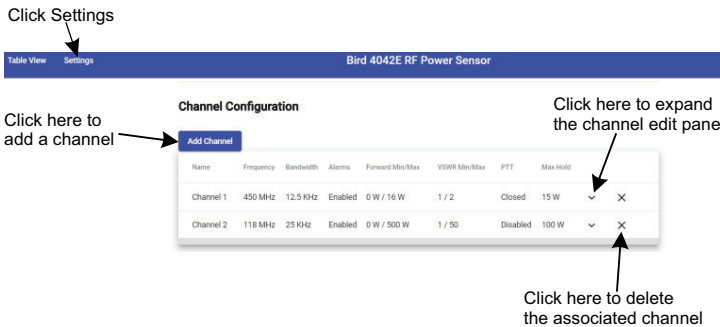 Click Settings
Table View Settings Bird 4042E RF Power Sensor
Channel Configuration
Click here to
add a channel
Click here to expand
the channel edit pane
Add Channel
Name Frequency Bandwidth Alarms Forward Min/Max VSWR Min/Max PTT Max Hold
Channel 1 450 MHz 12.5 KHz Enabled 0 W / 16 W 1 / 2 Closed 15 W
Channel 2 118 MHz 25 KHz Enabled 0 W / 500 W 1 / 50 Disabled 100 W
Click here to delete
the associated channel